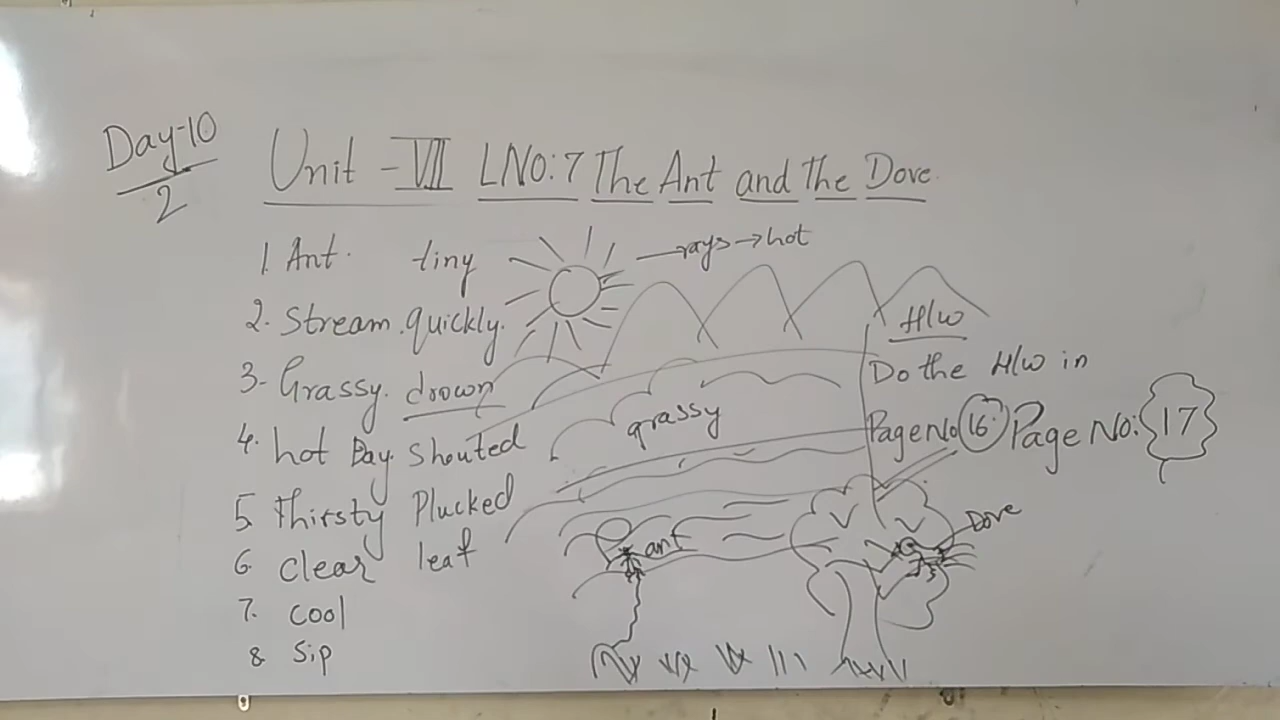 Day-10
2
Unit - VII LNO: 7 The Ant and The Dove
1. Ant. tiny
rays → hot
2. Stream. quickly.
3- Grassy. drown
4. hot Day. Shouted
5. Thirsty Plucked
6. clear leaf
7. cool
8 Sip
grassy
ant
Dove
H/w
Do the H/w in
Page No 16 Page No: 17